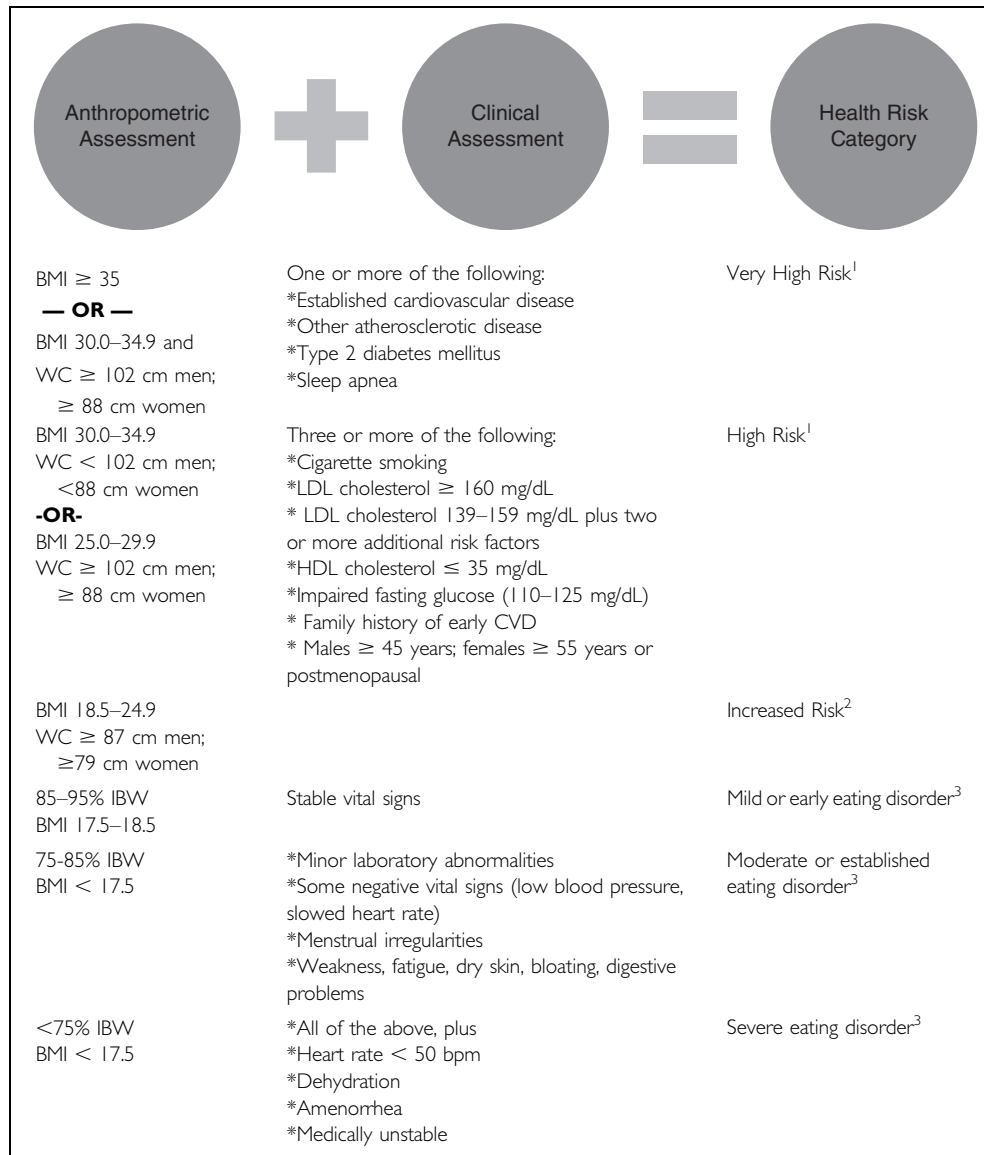 Anthropometric
Assessment
Clinical
Assessment
Health Risk
Category
BMI ≥ 35
— OR —
BMI 30.0–34.9 and
WC ≥ 102 cm men;
≥ 88 cm women
One or more of the following:
*Established cardiovascular disease
*Other atherosclerotic disease
*Type 2 diabetes mellitus
*Sleep apnea
Very High Risk1
BMI 30.0–34.9
WC < 102 cm men;
<88 cm women
-OR-
BMI 25.0–29.9
WC ≥ 102 cm men;
≥ 88 cm women
Three or more of the following:
*Cigarette smoking
*LDL cholesterol ≥ 160 mg/dL
* LDL cholesterol 139–159 mg/dL plus two
or more additional risk factors
*HDL cholesterol ≤ 35 mg/dL
*Impaired fasting glucose (110–125 mg/dL)
* Family history of early CVD
* Males ≥ 45 years; females ≥ 55 years or
postmenopausal
High Risk1
BMI 18.5–24.9
WC ≥ 87 cm men;
≥79 cm women
Increased Risk2
85–95% IBW
BMI 17.5–18.5
Stable vital signs
Mild or early eating disorder3
75-85% IBW
BMI < 17.5
*Minor laboratory abnormalities
*Some negative vital signs (low blood pressure,
slowed heart rate)
*Menstrual irregularities
*Weakness, fatigue, dry skin, bloating, digestive
problems
Moderate or established
eating disorder3
<75% IBW
BMI < 17.5
*All of the above, plus
*Heart rate < 50 bpm
*Dehydration
*Amenorrhea
*Medically unstable
Severe eating disorder3